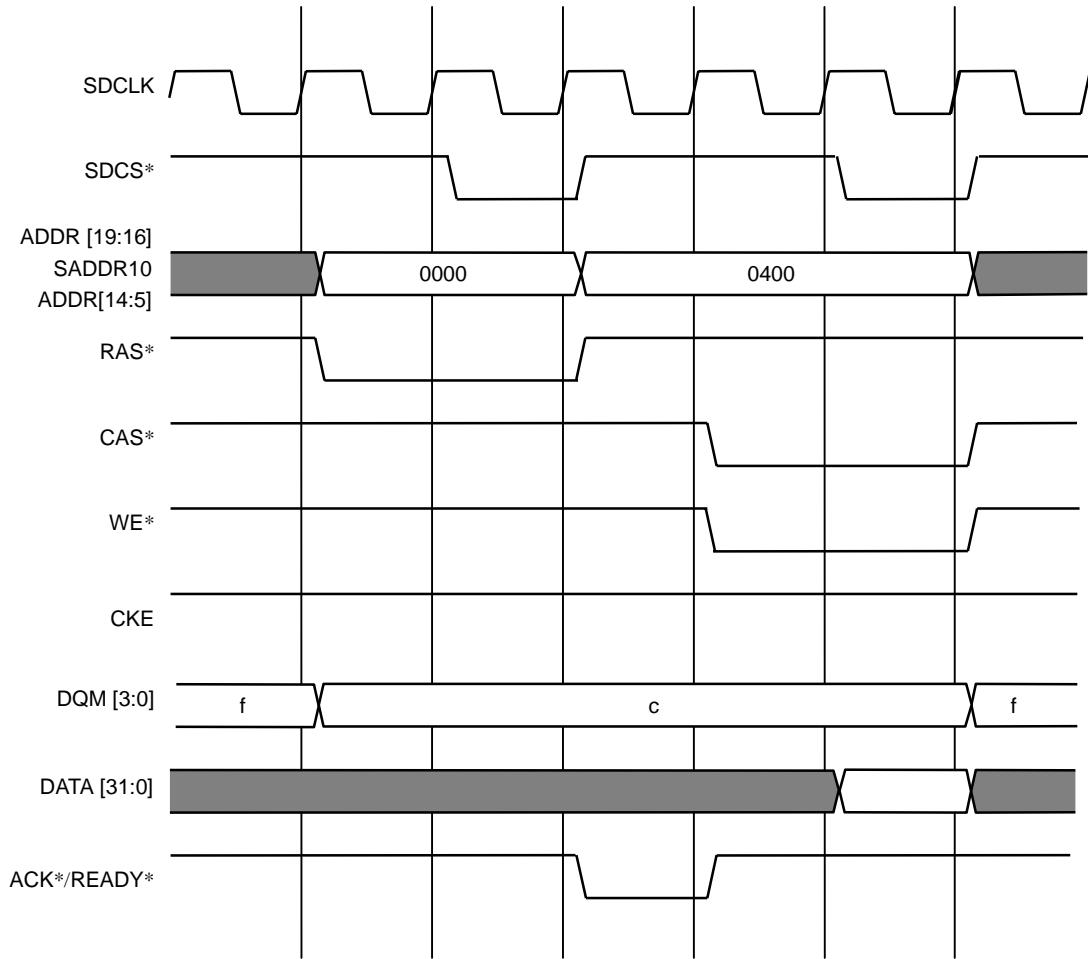 SDCLK
SDCS*
ADDR [19:16]
SADDR10
ADDR[14:5]
0000
0400
RAS*
CAS*
WE*
CKE
DQM [3:0]
f
c
f
DATA [31:0]
ACK*/READY*